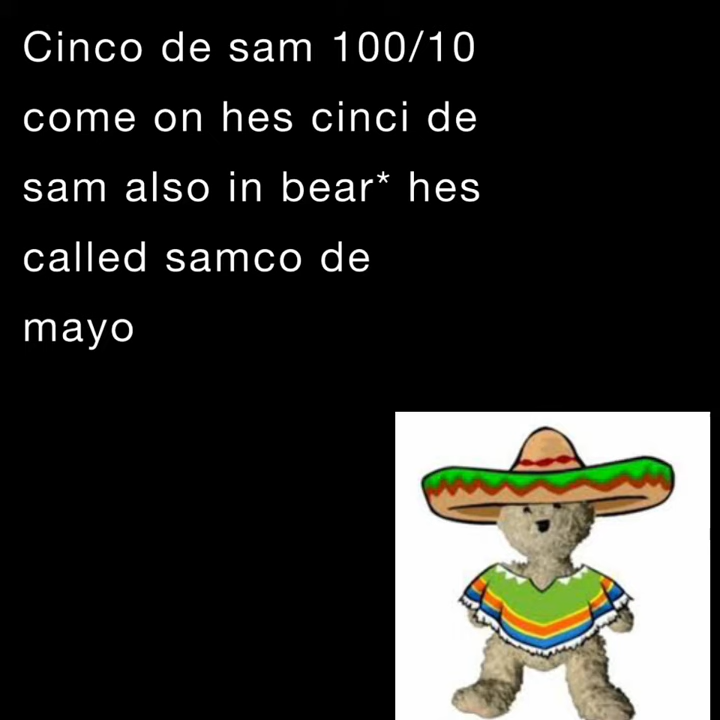 Cinco de sam 100/10
come on hes cinci de
sam also in bear* hes
called samco de
mayo